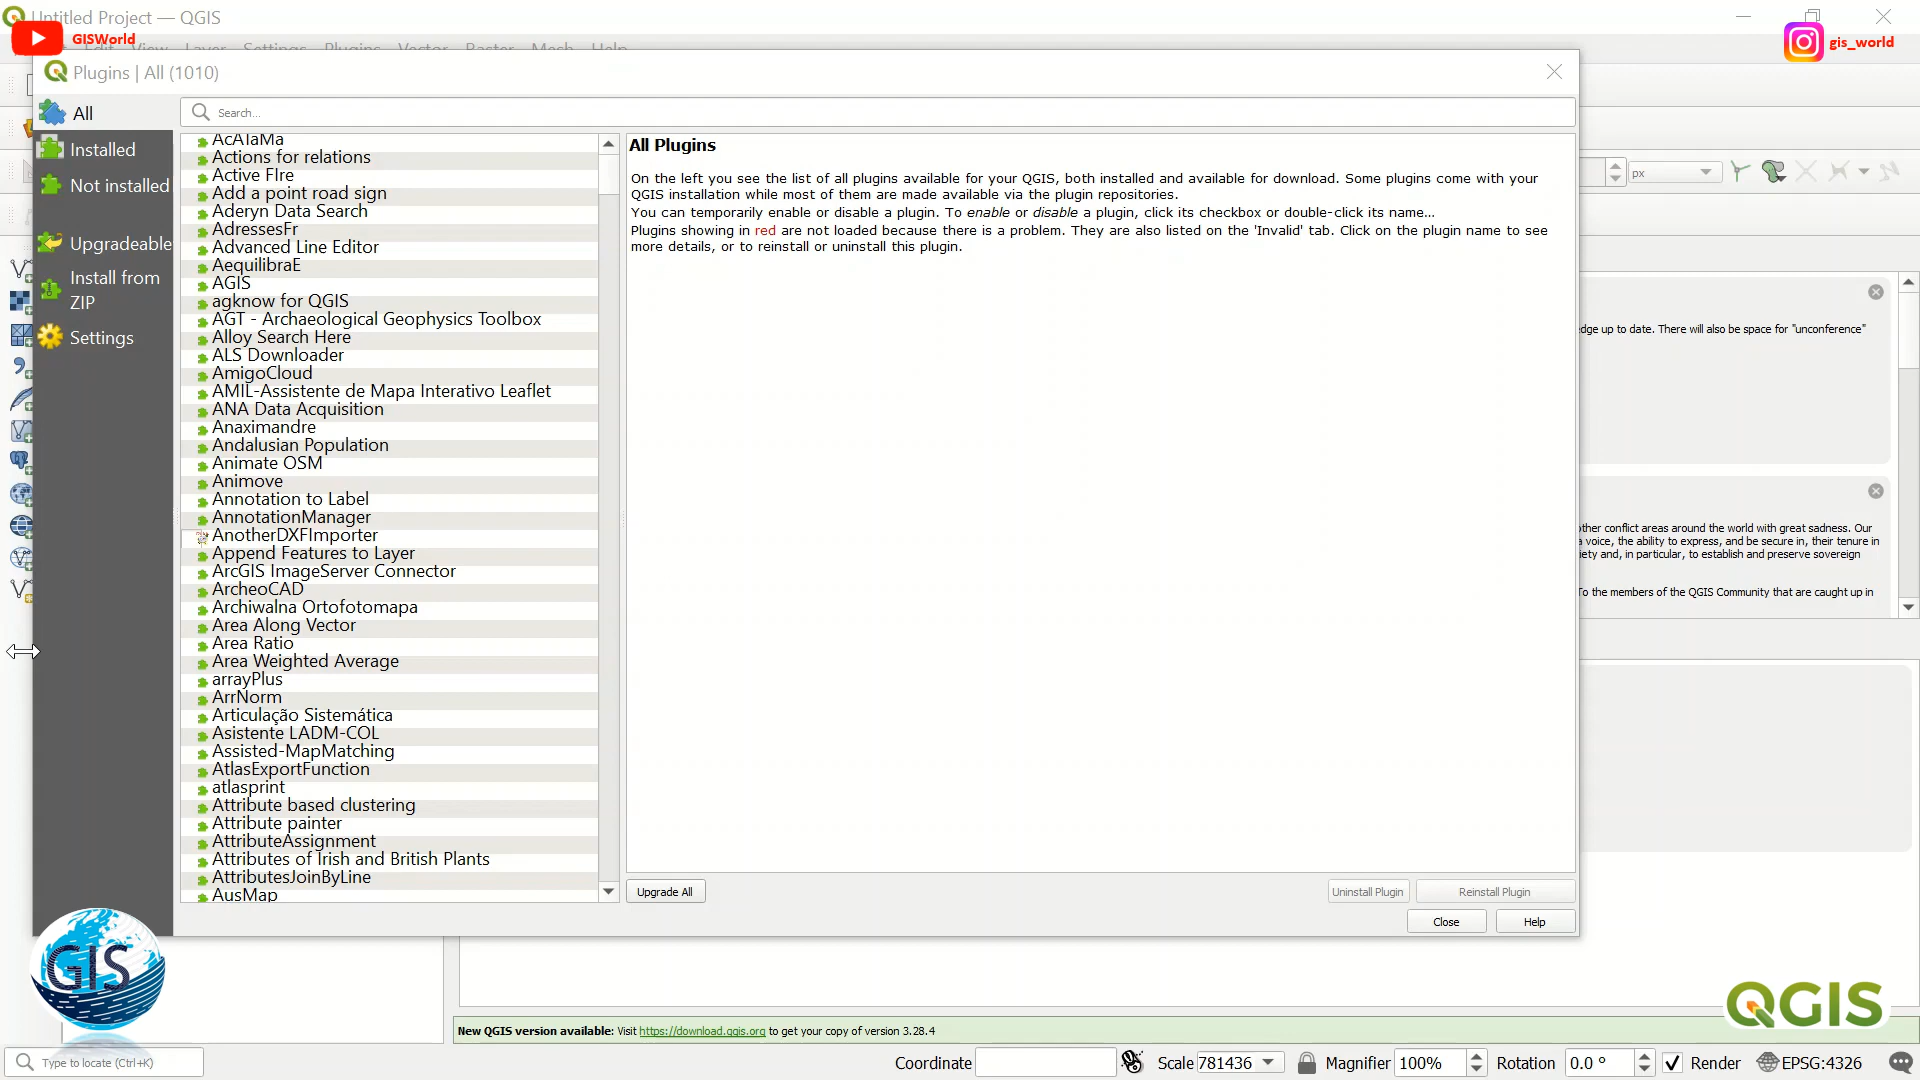 Untitled Project — QGIS
GISWorld
Edit View Layer Settings Plugins Vector Raster Mesh Help
gis_world
Plugins | All (1010)
All
Search...
Installed
Not installed
Upgradeable
Install from
ZIP
Settings
AcATaMa
Actions for relations
Active FIre
Add a point road sign
Aderyn Data Search
AdressesFr
Advanced Line Editor
AequilibraE
AGIS
agknow for QGIS
AGT - Archaeological Geophysics Toolbox
Alloy Search Here
ALS Downloader
AmigoCloud
AMIL-Assistente de Mapa Interativo Leaflet
ANA Data Acquisition
Anaximandre
Andalusian Population
Animate OSM
Animove
Annotation to Label
AnnotationManager
AnotherDXFImporter
Append Features to Layer
ArcGIS ImageServer Connector
ArcheoCAD
Archiwalna Ortofotomapa
Area Along Vector
Area Ratio
Area Weighted Average
arrayPlus
ArrNorm
Articulação Sistemática
Asistente LADM-COL
Assisted-MapMatching
AtlasExportFunction
atlasprint
Attribute based clustering
Attribute painter
AttributeAssignment
Attributes of Irish and British Plants
AttributesJoinByLine
AusMap
All Plugins
On the left you see the list of all plugins available for your QGIS, both installed and available for download. Some plugins come with your
QGIS installation while most of them are made available via the plugin repositories.
You can temporarily enable or disable a plugin. To enable or disable a plugin, click its checkbox or double-click its name...
Plugins showing in red are not loaded because there is a problem. They are also listed on the 'Invalid' tab. Click on the plugin name to see
more details, or to reinstall or uninstall this plugin.
Upgrade All
Uninstall Plugin
Reinstall Plugin
Close
Help
px
edge up to date. There will also be space for "unconference"
other conflict areas around the world with great sadness. Our
a voice, the ability to express, and be secure in, their tenure in
iety and, in particular, to establish and preserve sovereign
To the members of the QGIS Community that are caught up in
GIS
QGIS
New QGIS version available: Visit https://download.qgis.org to get your copy of version 3.28.4
Type to locate (Ctrl+K)
Coordinate
Scale 781436
Magnifier 100%
Rotation 0.0 °
Render
EPSG:4326